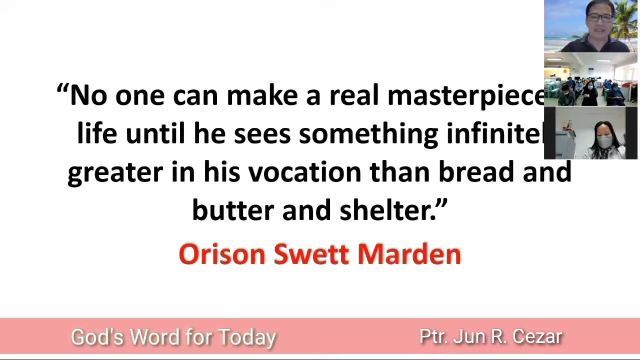 “No one can make a real masterpiece
life until he sees something infinitel
greater in his vocation than bread and
butter and shelter.”
Orison Swett Marden
God's Word for Today
Ptr. Jun R. Cezar